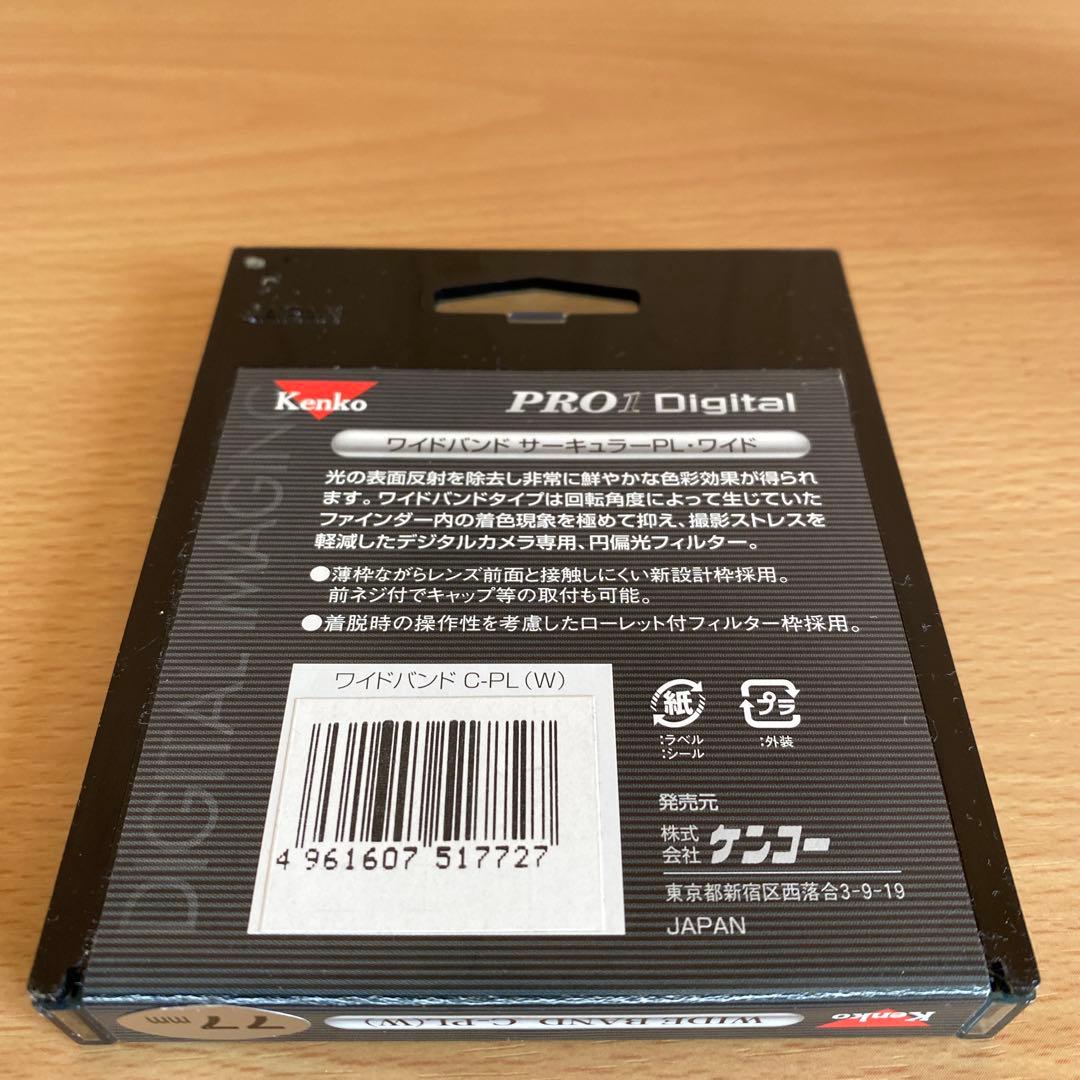 JAPAN
Kenko
PRO1 Digital
ワイドバンド サーキュラーPL・ワイド
光の表面反射を除去し非常に鮮やかな色彩効果が得られ
ます。ワイドバンドタイプは回転角度によって生じていた
ファインダー内の着色現象を極めて抑え、撮影ストレスを
軽減したデジタルカメラ専用、円偏光フィルター。
●薄枠ながらレンズ前面と接触しにくい新設計枠採用。
前ネジ付でキャップ等の取付も可能。
●着脱時の操作性を考慮したローレット付フィルター枠採用。
DIGITAL IMAGING
ワイドバンド C-PL(W)
4 961607 517727
紙
:ラベル
:シール
プラ
:外装
発売元
株式
会社 ケンコー
東京都新宿区西落合3-9-19
JAPAN
77mm
WIDE BAND C-PL(W)
Kenko